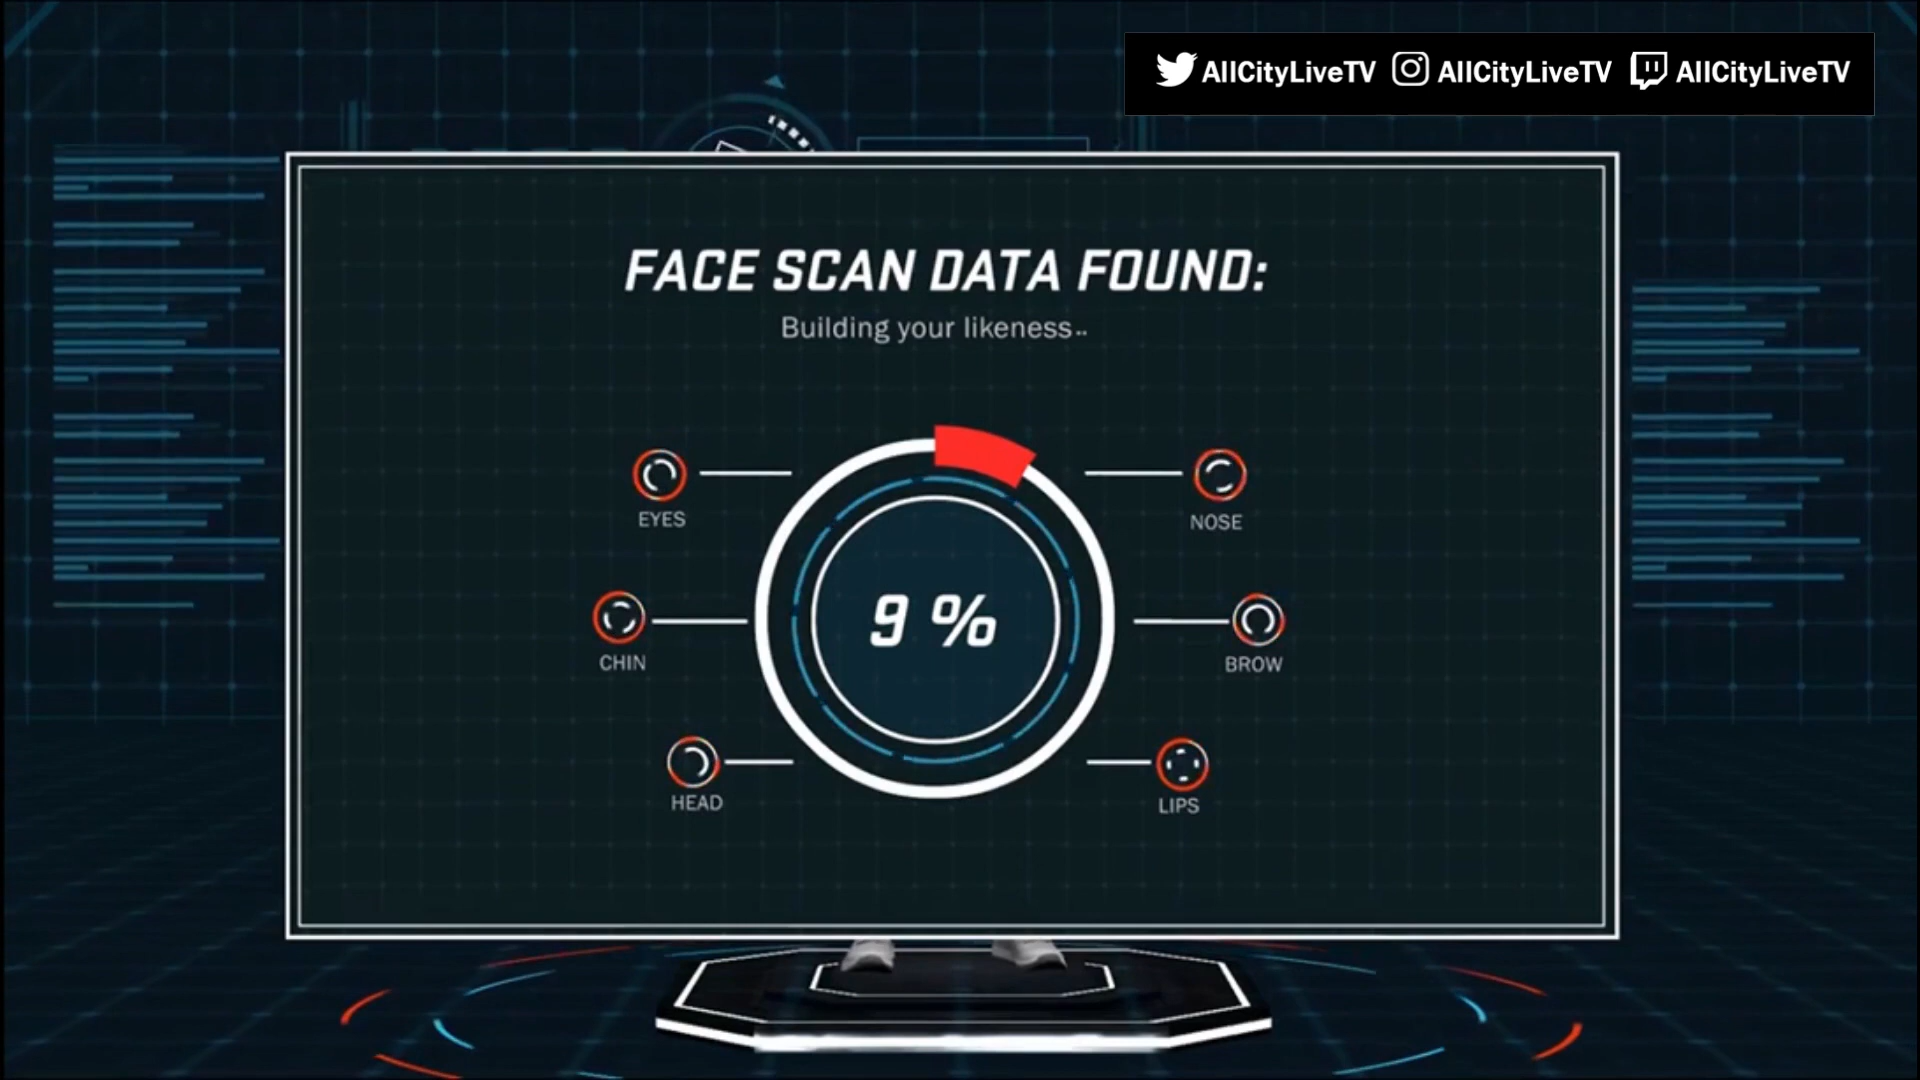 AllCityLiveTV AllCityLiveTV AllCityLiveTV
FACE SCAN DATA FOUND:
Building your likeness..
EYES
NOSE
9 %
CHIN
BROW
HEAD
LIPS